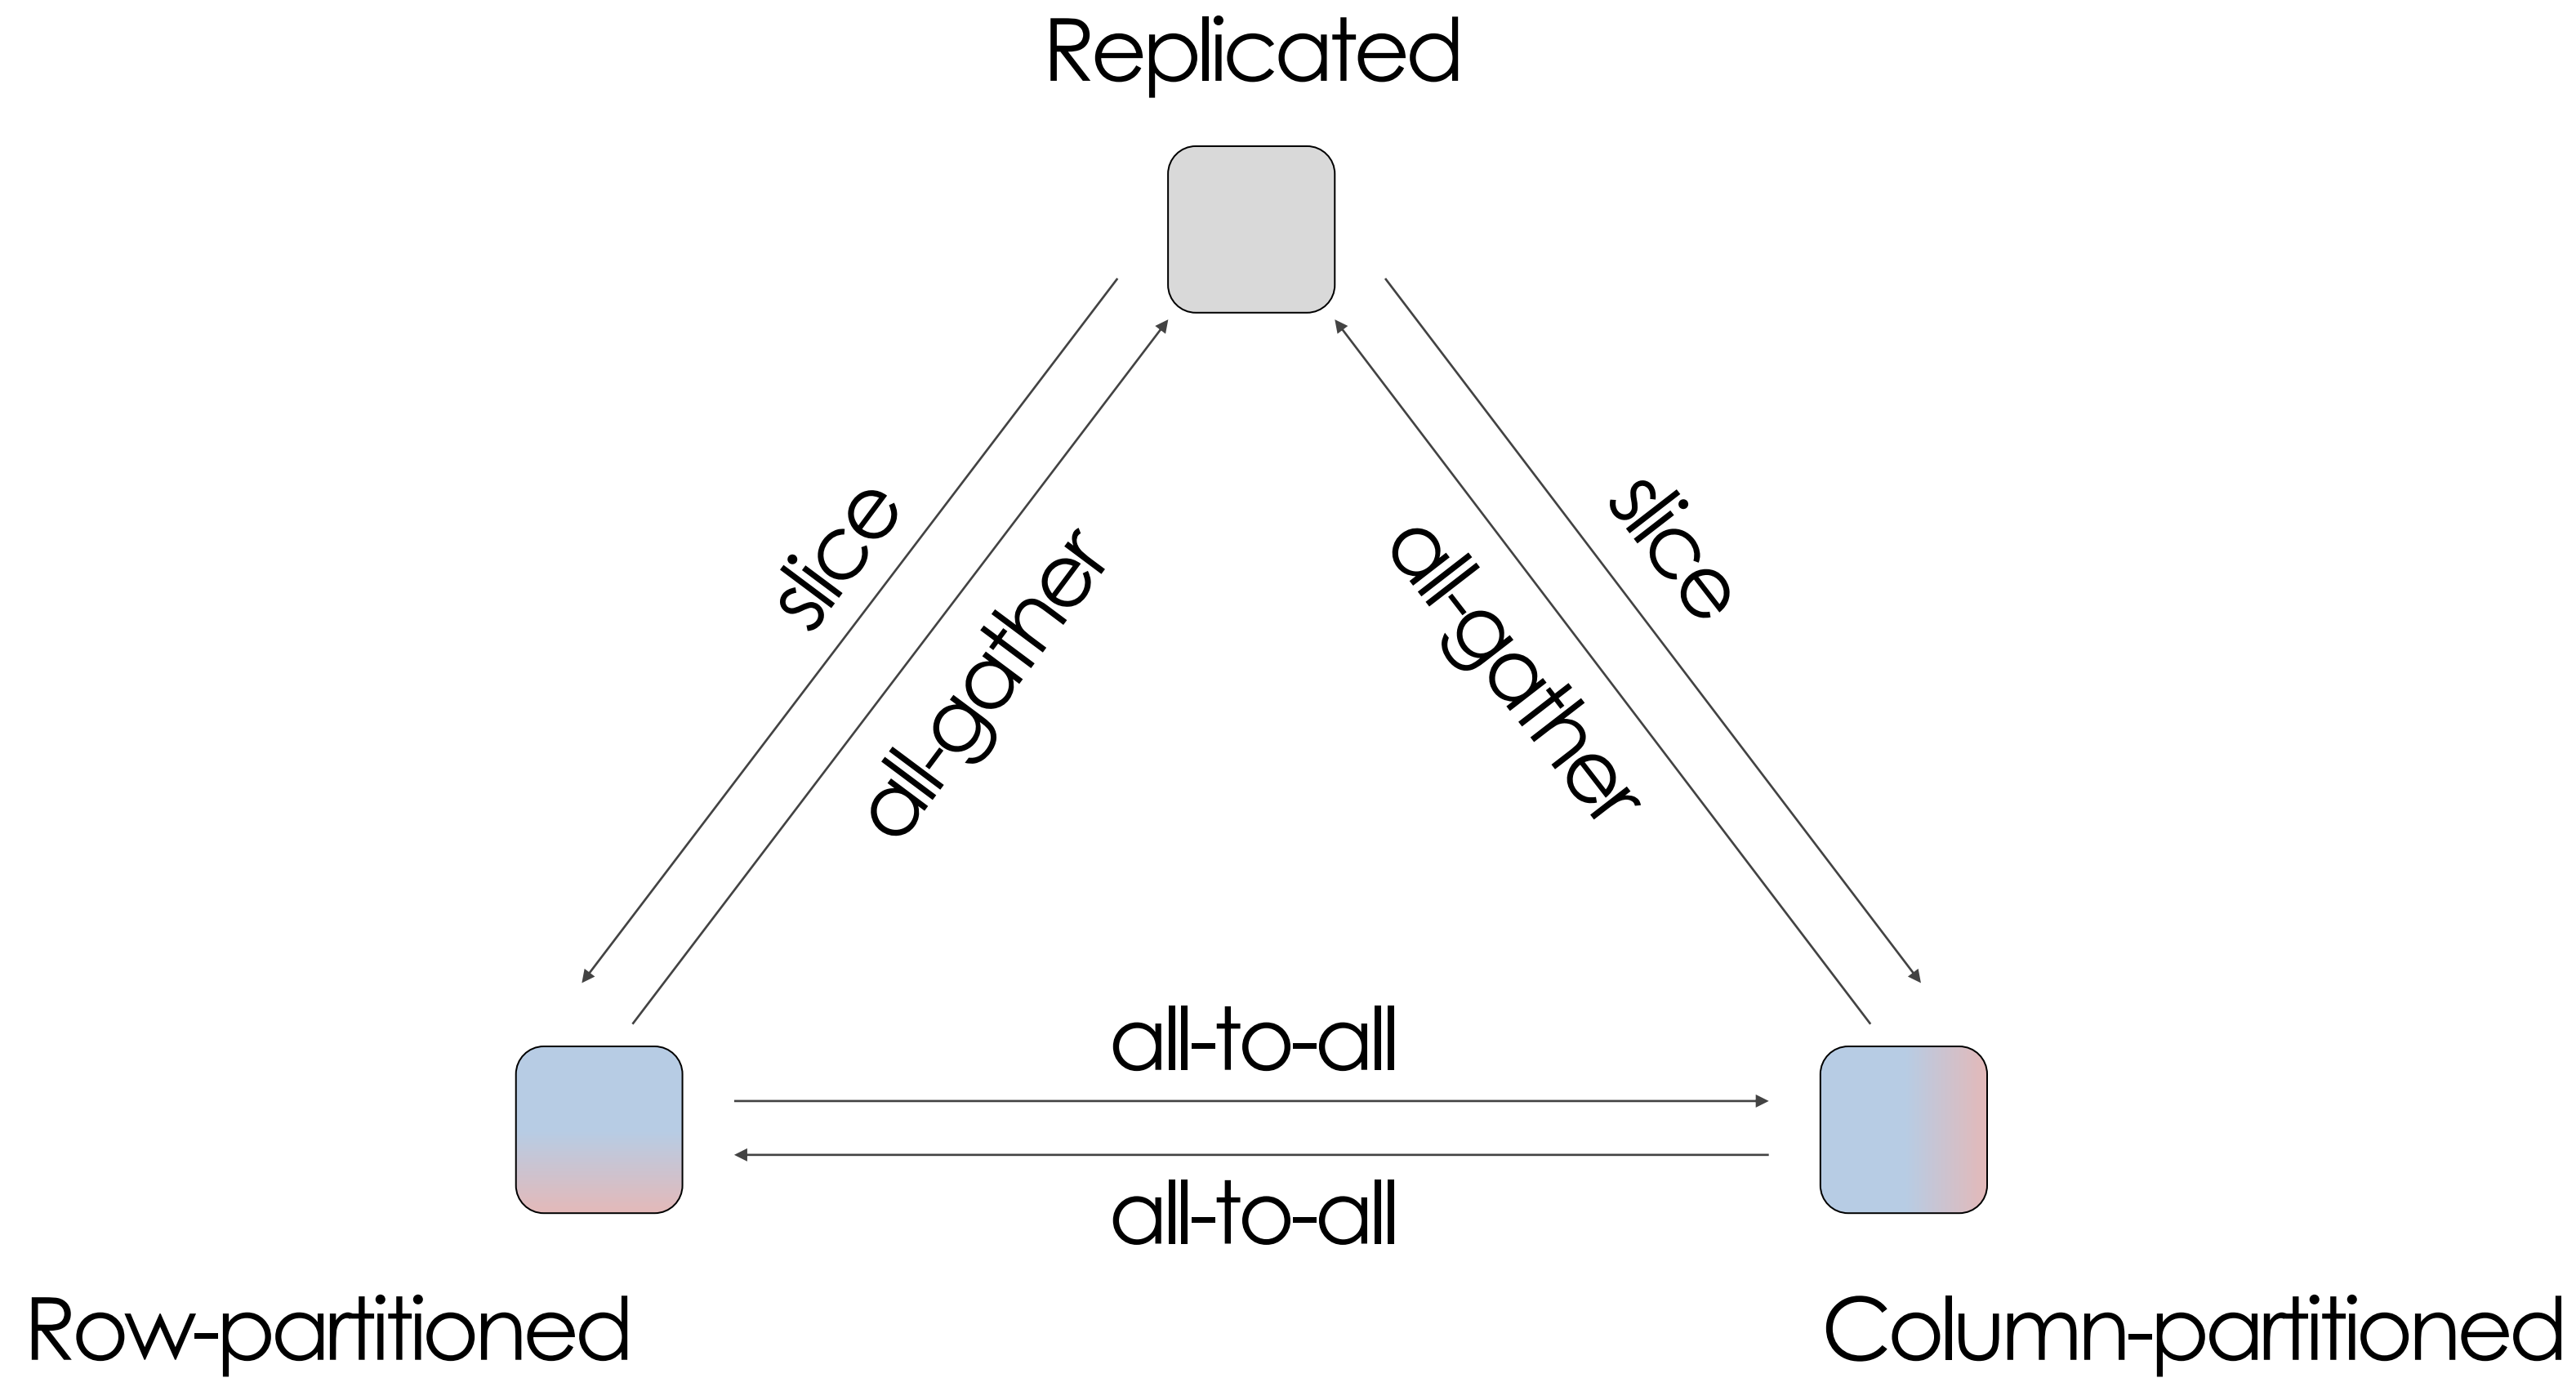 Replicated
slice
all-gather
all-gather
slice
all-to-all
all-to-all
Row-partitioned
Column-partitioned